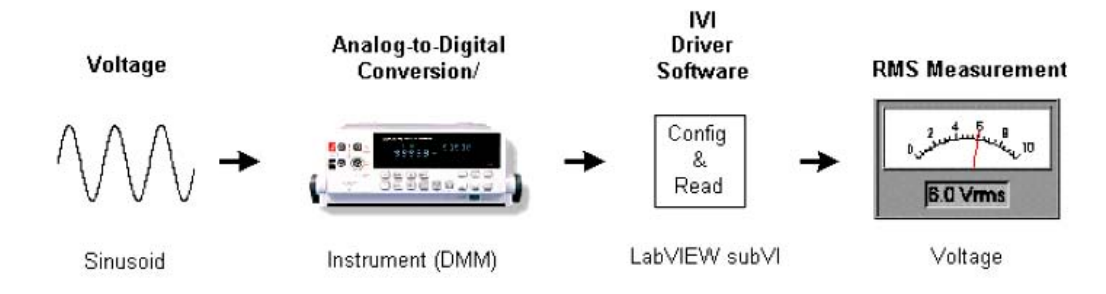 Voltage
Analog-to-Digital
Conversion/
IVI
Driver
Software
RMS Measurement
Config
&
Read
0 2 4 6 8 10
6.0 Vrms
Sinusoid
Instrument (DMM)
LabVIEW subVI
Voltage